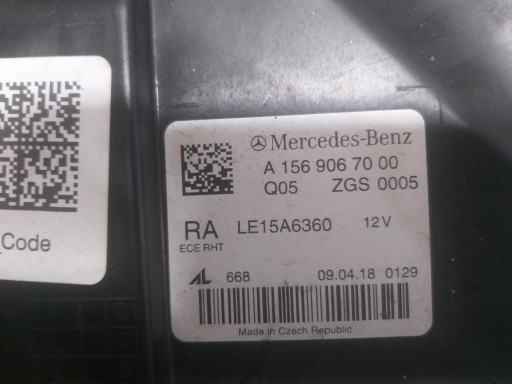 Code
Mercedes-Benz
A 156 906 70 00
Q05 ZGS 0005
RA LE15A6360 12V
ECE RHT
AL 668 09.04.18 0129
Made in Czech Republic